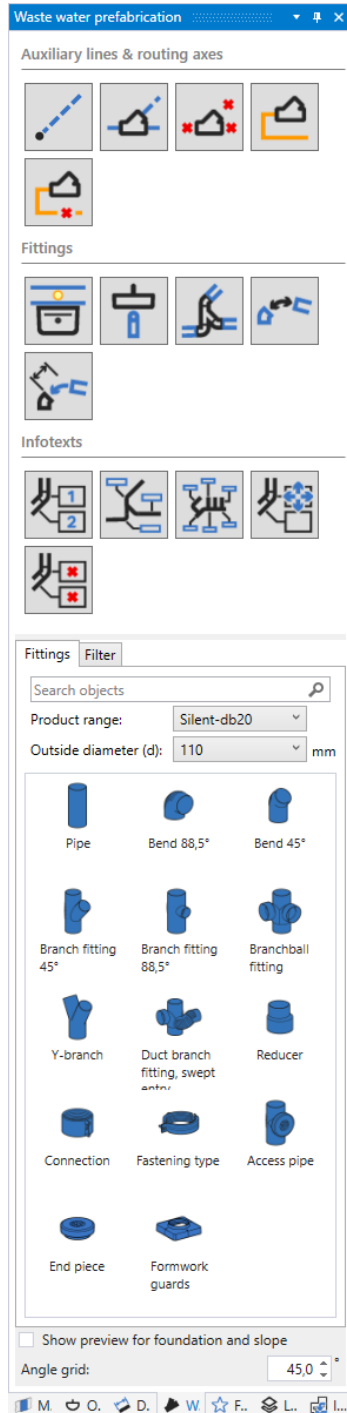 Waste water prefabrication
Auxiliary lines & routing axes
Fittings
Infotexts
1
2
Fittings Filter
Search objects
Product range: Silent-db20
Outside diameter (d): 110 mm
Pipe Bend 88,5° Bend 45°
Branch fitting Branch fitting Branchball
45° 88,5° fitting
Y-branch Duct branch Reducer
fitting, swept
entry
Connection Fastening type Access pipe
End piece Formwork
guards
Show preview for foundation and slope
Angle grid: 45,0 °
M. O. D. W. F.. L.. I...